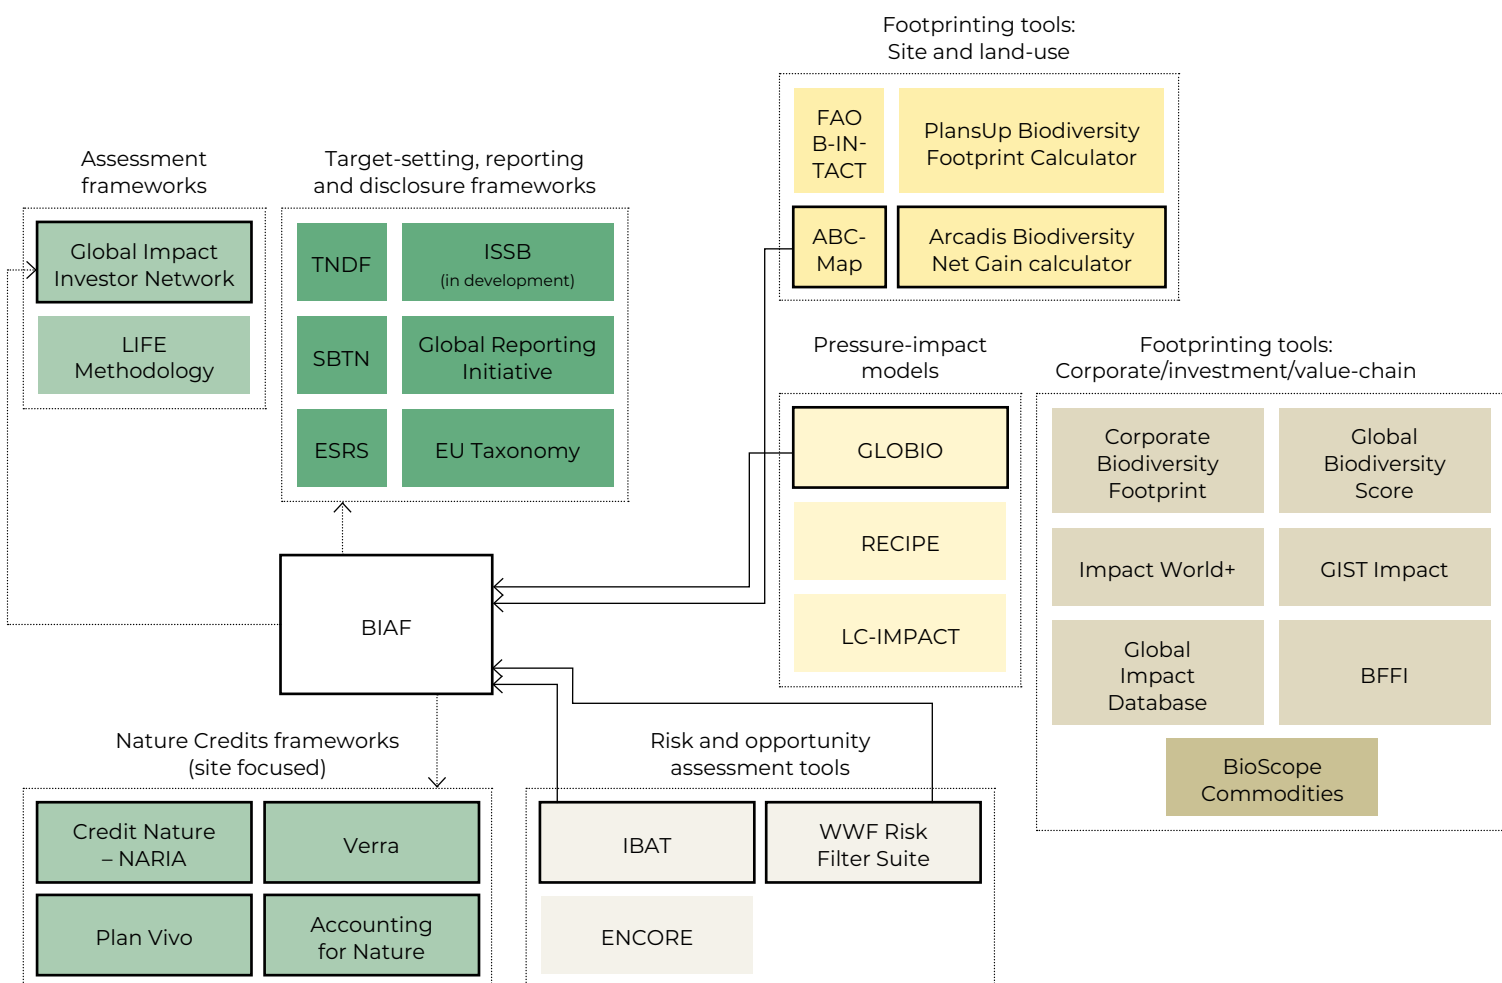 Footprinting tools:
Site and land-use
FAO
B-IN-
TACT
PlansUp Biodiversity
Footprint Calculator
ABC-
Map
Arcadis Biodiversity
Net Gain calculator
Assessment
frameworks
Global Impact
Investor Network
LIFE
Methodology
Target-setting, reporting
and disclosure frameworks
TNDF
ISSB
(in development)
SBTN
Global Reporting
Initiative
ESRS
EU Taxonomy
Pressure-impact
models
GLOBIO
RECIPE
LC-IMPACT
Footprinting tools:
Corporate/investment/value-chain
Corporate
Biodiversity
Footprint
Global
Biodiversity
Score
Impact World+
GIST Impact
Global
Impact
Database
BFFI
BioScope
Commodities
BIAF
Nature Credits frameworks
(site focused)
Credit Nature
– NARIA
Verra
Plan Vivo
Accounting
for Nature
Risk and opportunity
assessment tools
IBAT
WWF Risk
Filter Suite
ENCORE